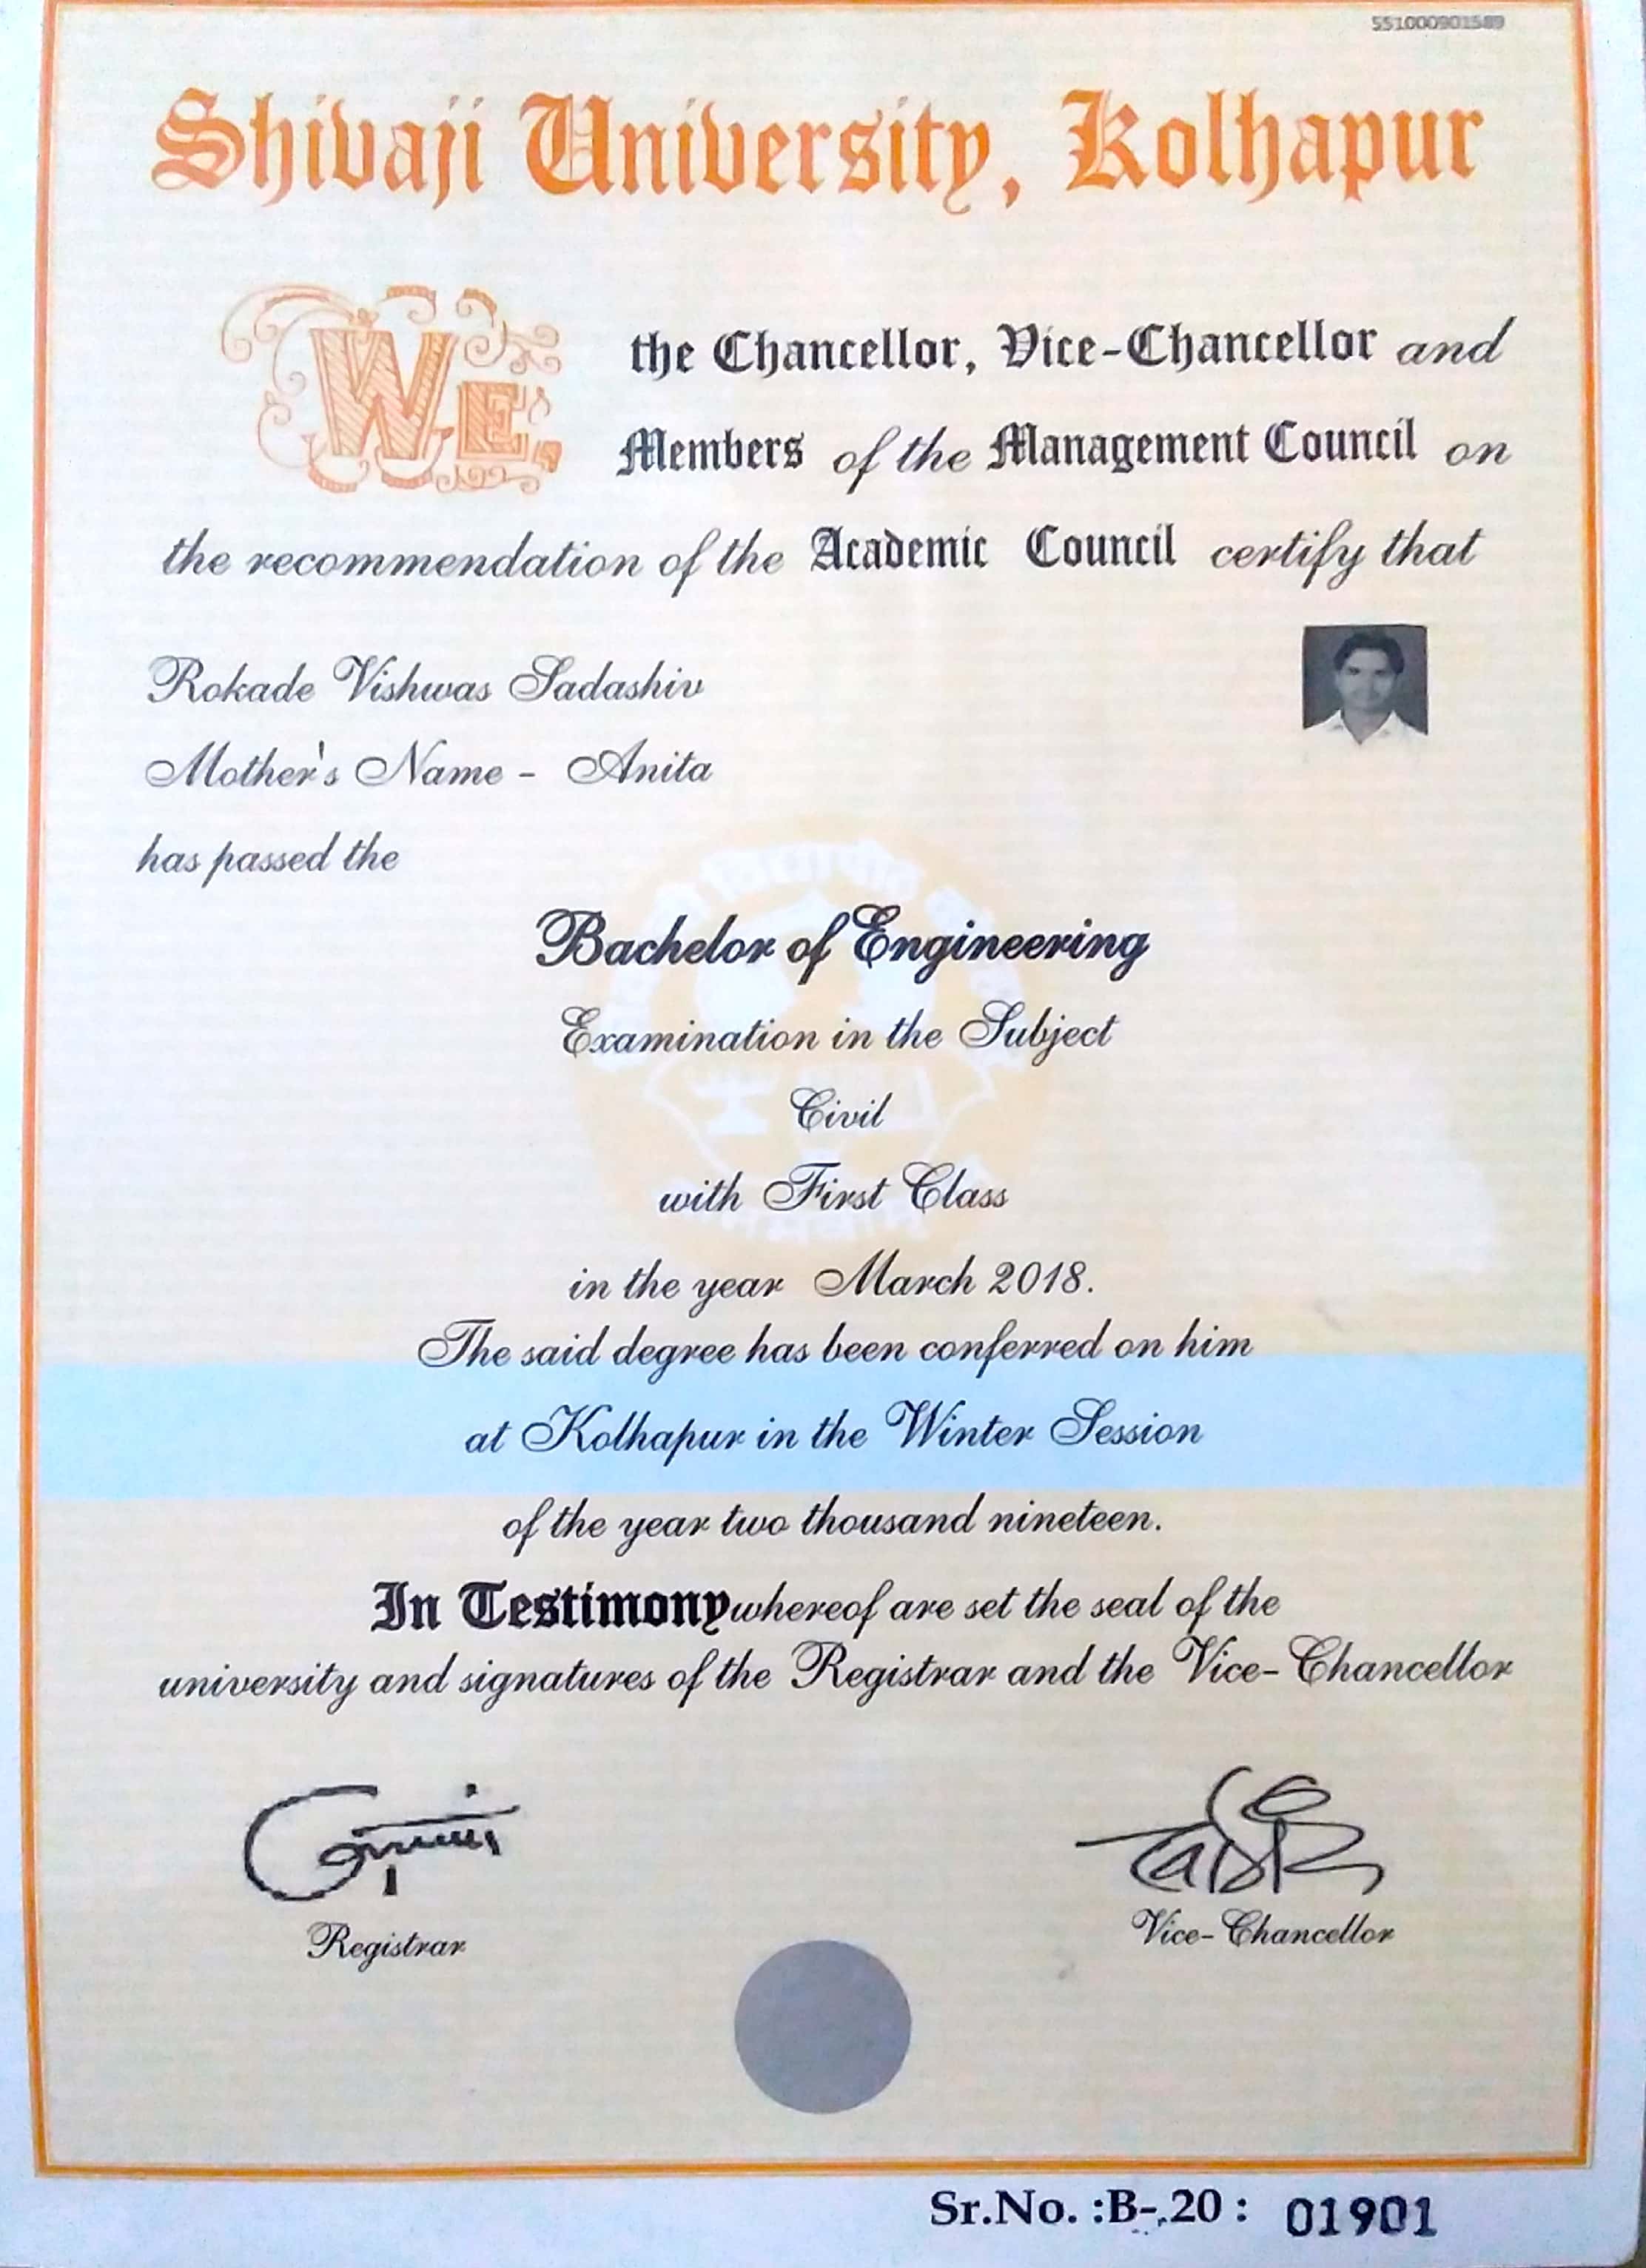 551000901589
Shivaji University, Kolhapur
WE, the Chancellor, Vice-Chancellor and
Members of the Management Council on
the recommendation of the Academic Council certify that
Rokade Vishwas Sadashiv
Mother's Name - Anita
has passed the
Bachelor of Engineering
Examination in the Subject
Civil
with First Class
in the year March 2018.
The said degree has been conferred on him
at Kolhapur in the Winter Session
of the year two thousand nineteen.
In Testimony whereof are set the seal of the
university and signatures of the Registrar and the Vice-Chancellor
Registrar
Vice-Chancellor
Sr.No. :B-20 : 01901